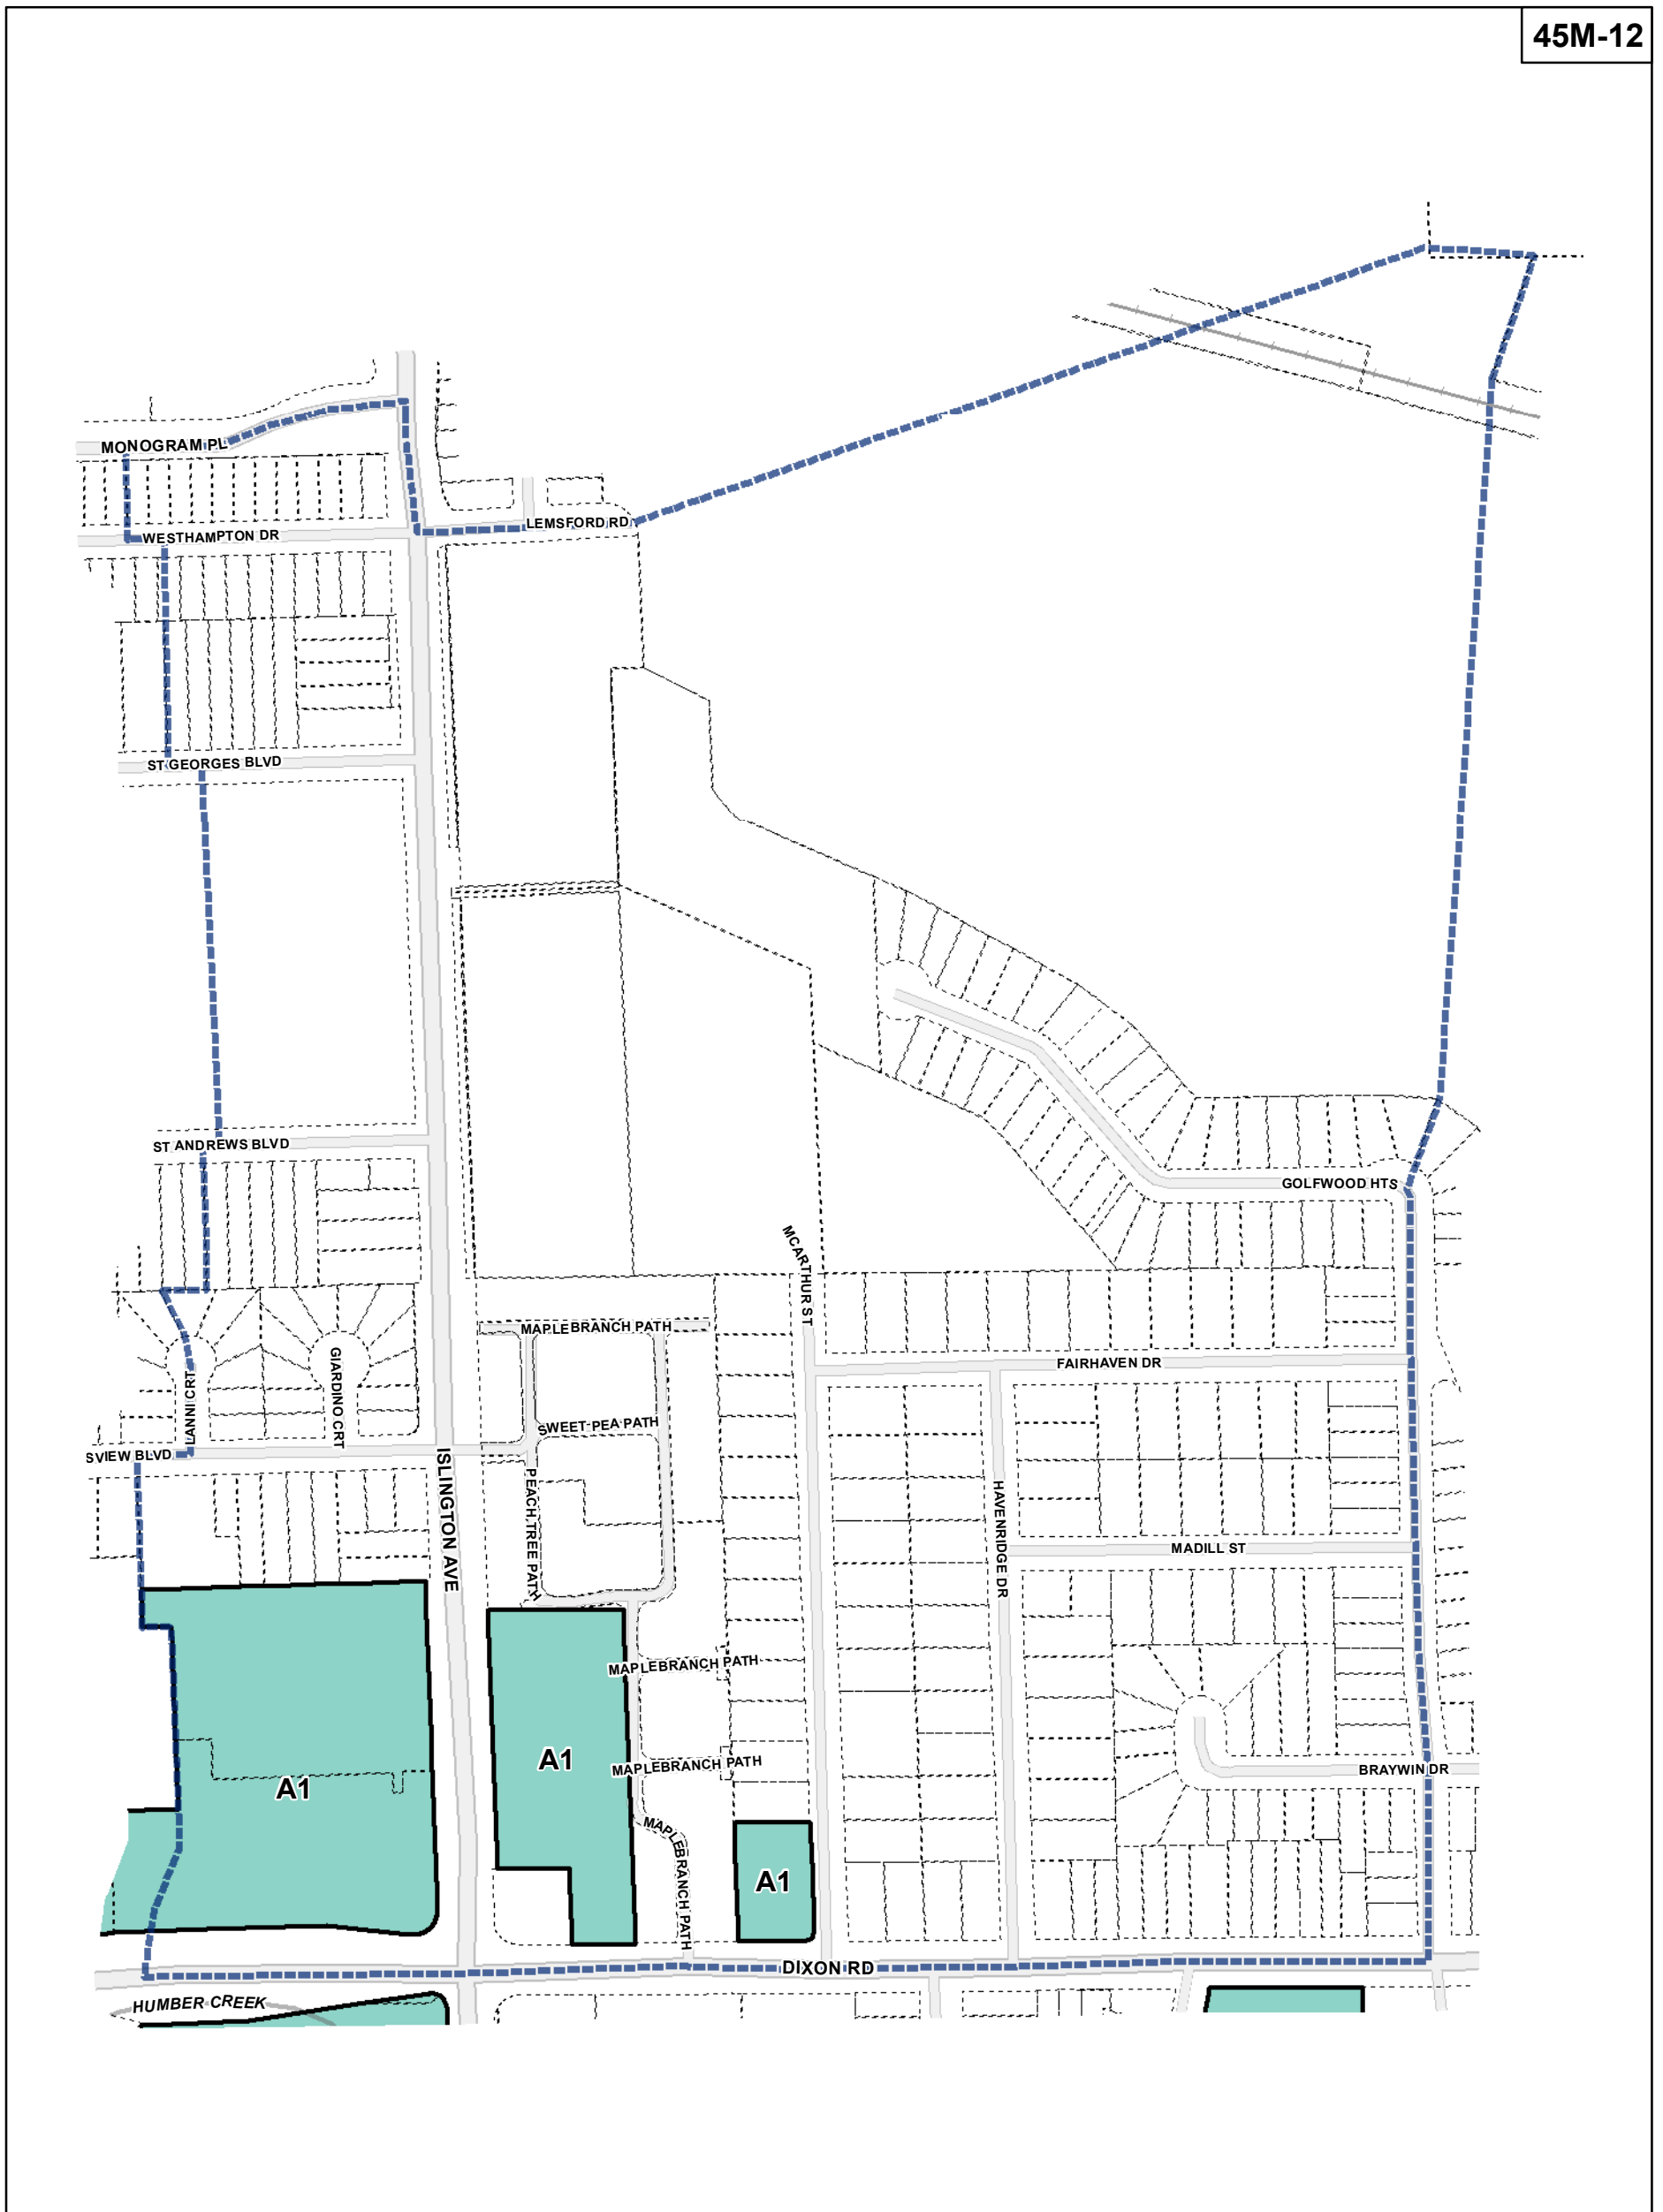 45M-12
MONOGRAM PL
LEMSFORD RD
WESTHAMPTON DR
ST GEORGES BLVD
ST ANDREWS BLVD
GOLFWOOD HTS
MCARTHUR ST
MAPLEBRANCH PATH
FAIRHAVEN DR
GIARDINO CRT
LANNI CRT
SWEET PEA PATH
SVIEW BLVD
ISLINGTON AVE
PEACH TREE PATH
HAVENRIDGE DR
MADILL ST
MAPLEBRANCH PATH
A1
MAPLEBRANCH PATH
BRAYWIN DR
A1
MAPLEBRANCH PATH
A1
DIXON RD
HUMBER CREEK